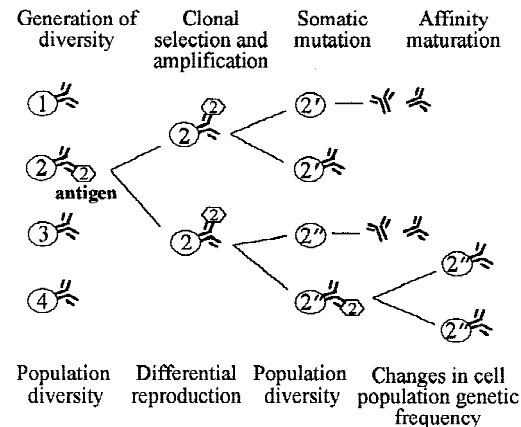 Generation of diversity
Clonal selection and amplification
Somatic mutation
Affinity maturation
1
2
2
antigen
3
4
2
2
2
2
2′
2′
2″
2″
2
2″
2″
Population diversity
Differential reproduction
Population diversity
Changes in cell population genetic frequency